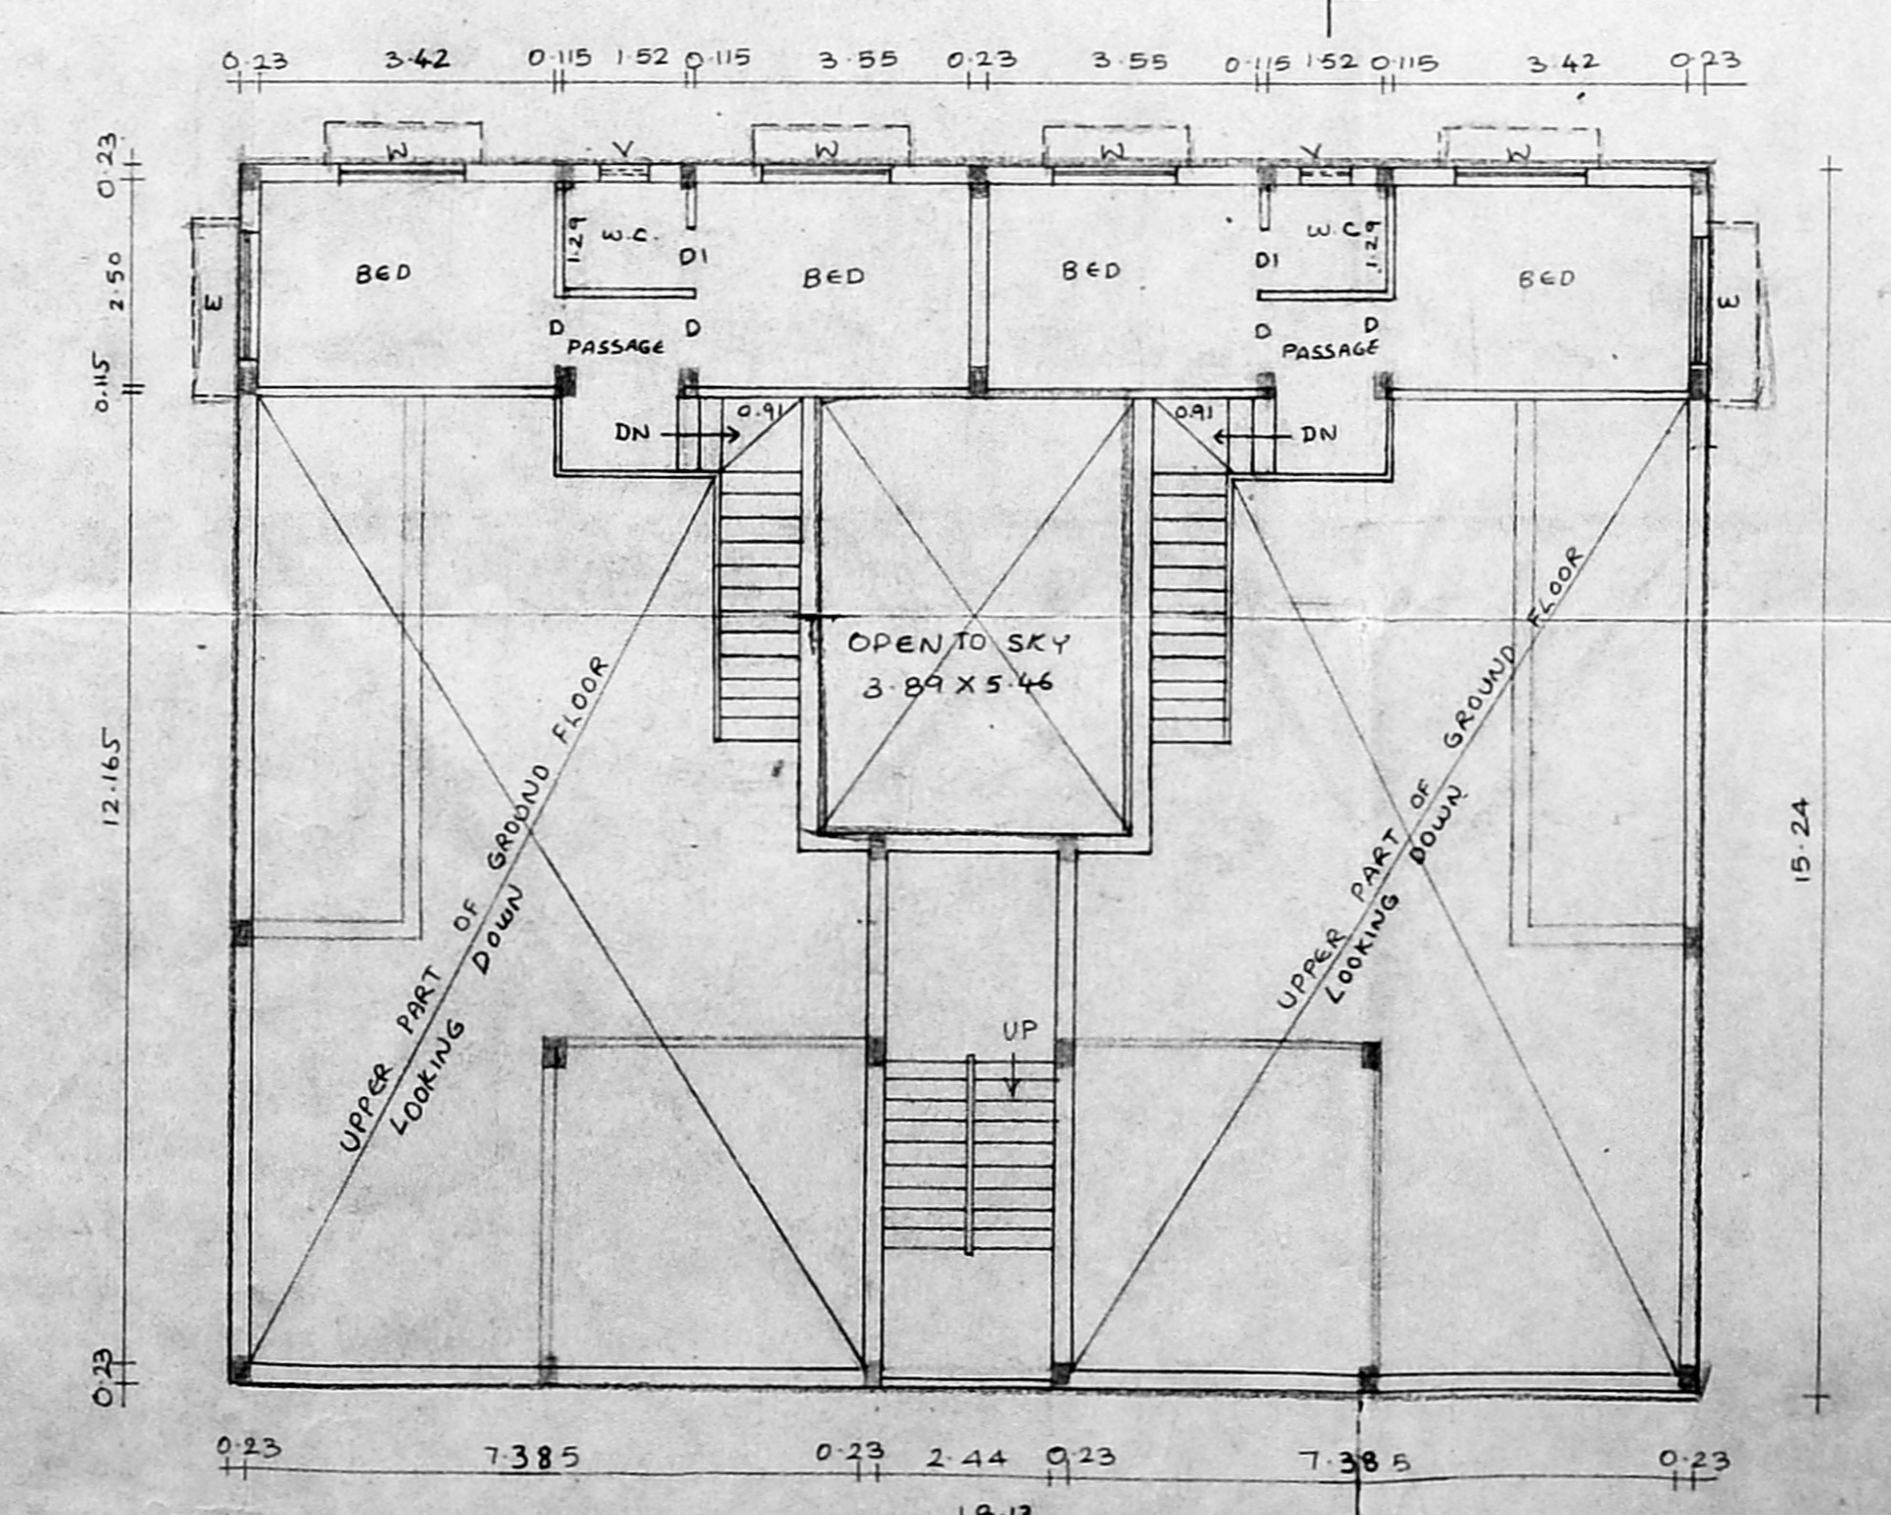 0.23 3.42 0.115 1.52 0.115 3.55 0.23 3.55 0.115 1.52 0.115 3.42 0.23
W V W W V W
0.23
2.50
0.115
12.165
0.23
W
BED
1.29
W.C.
D1
BED
BED
D1
W.C
1.29
BED
W
D
PASSAGE
D
D
PASSAGE
D
DN
0.91
0.91
DN
OPEN TO SKY
3.89 X 5.46
UPPER PART OF GROUND FLOOR
LOOKING DOWN
UPPER PART OF GROUND FLOOR
LOOKING DOWN
15.24
UP
0.23 7.385 0.23 2.44 0.23 7.385 0.23
18.13